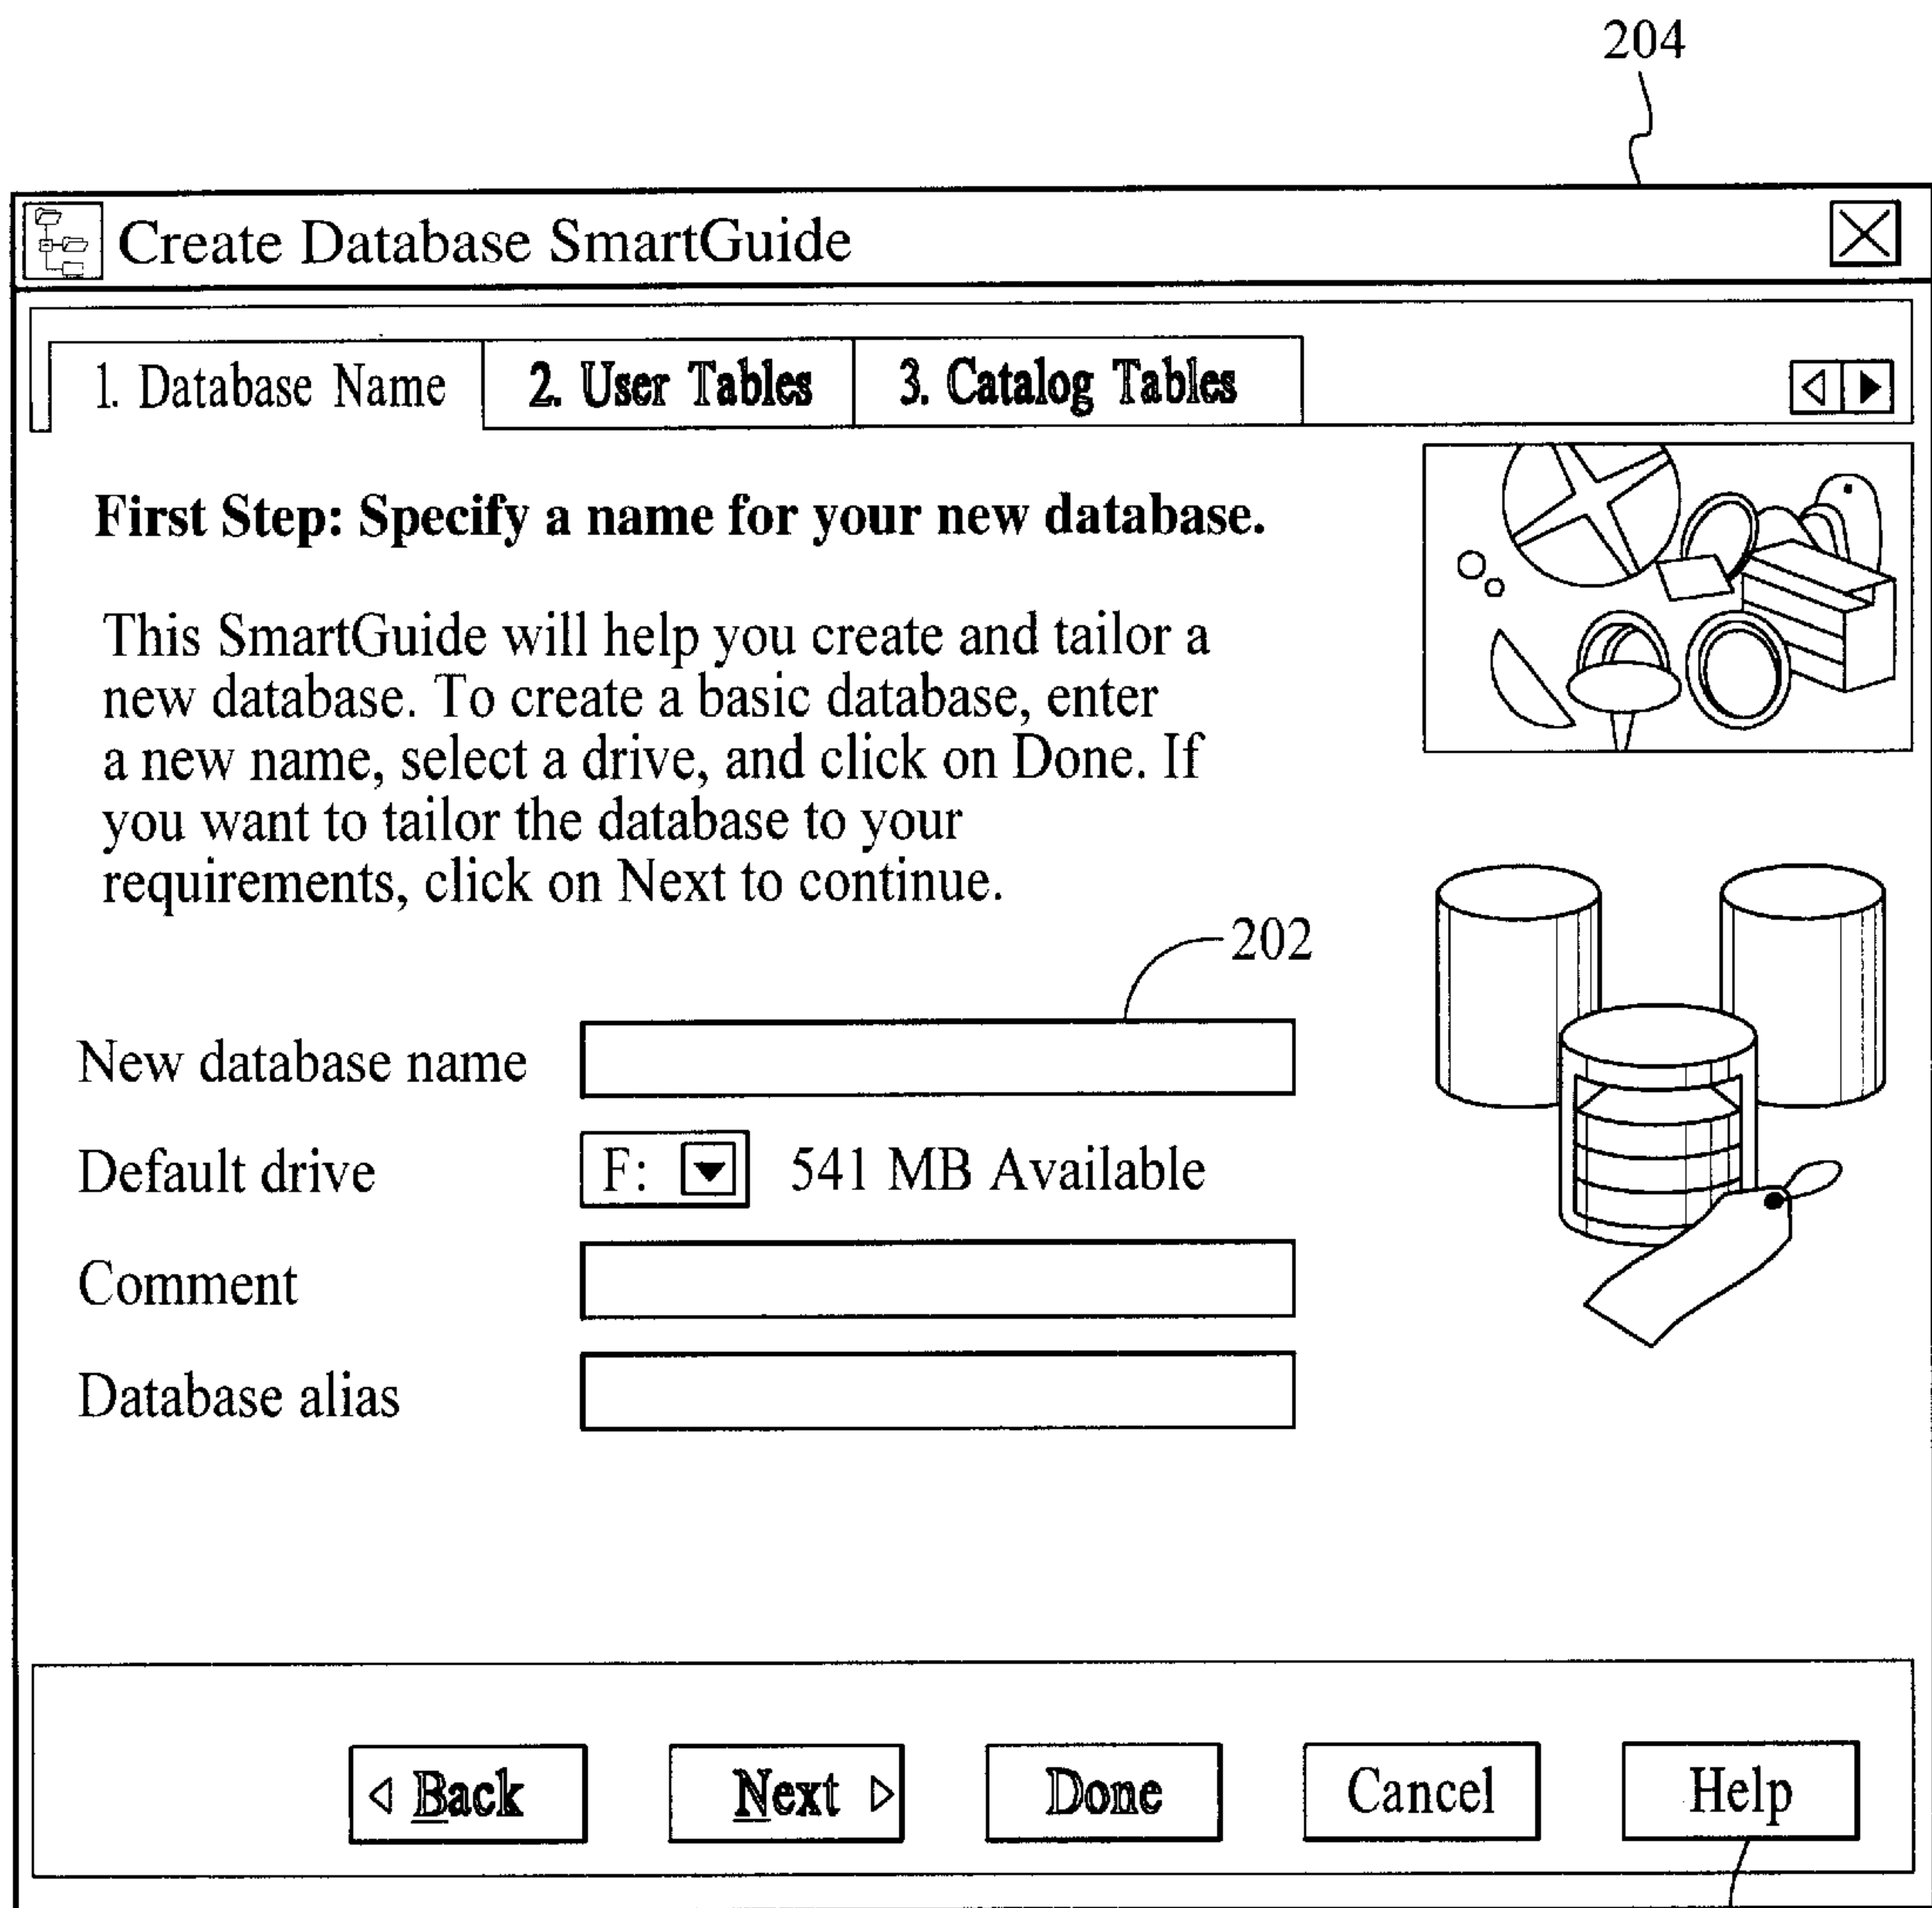 204
Create Database SmartGuide
1. Database Name 2. User Tables 3. Catalog Tables
First Step: Specify a name for your new database.
This SmartGuide will help you create and tailor a
new database. To create a basic database, enter
a new name, select a drive, and click on Done. If
you want to tailor the database to your
requirements, click on Next to continue.
202
New database name
Default drive F: 541 MB Available
Comment
Database alias
Back Next Done Cancel Help